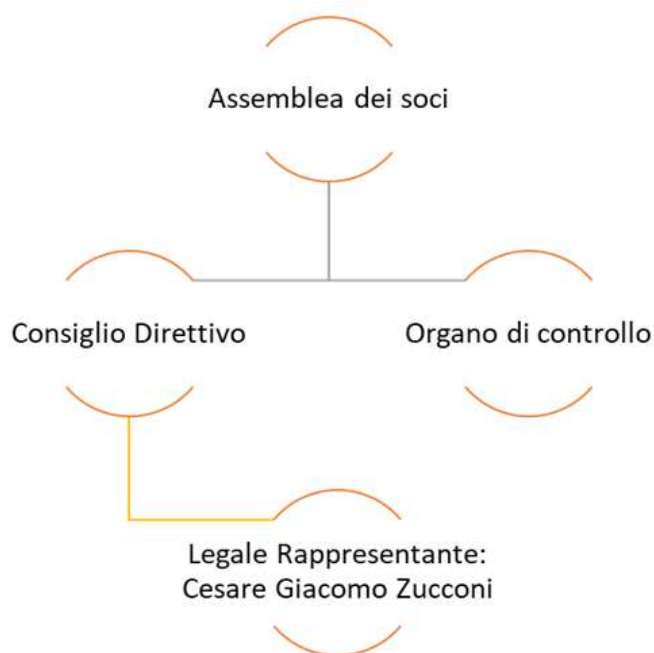 Assemblea dei soci
Consiglio Direttivo
Organo di controllo
Legale Rappresentante:
Cesare Giacomo Zucconi